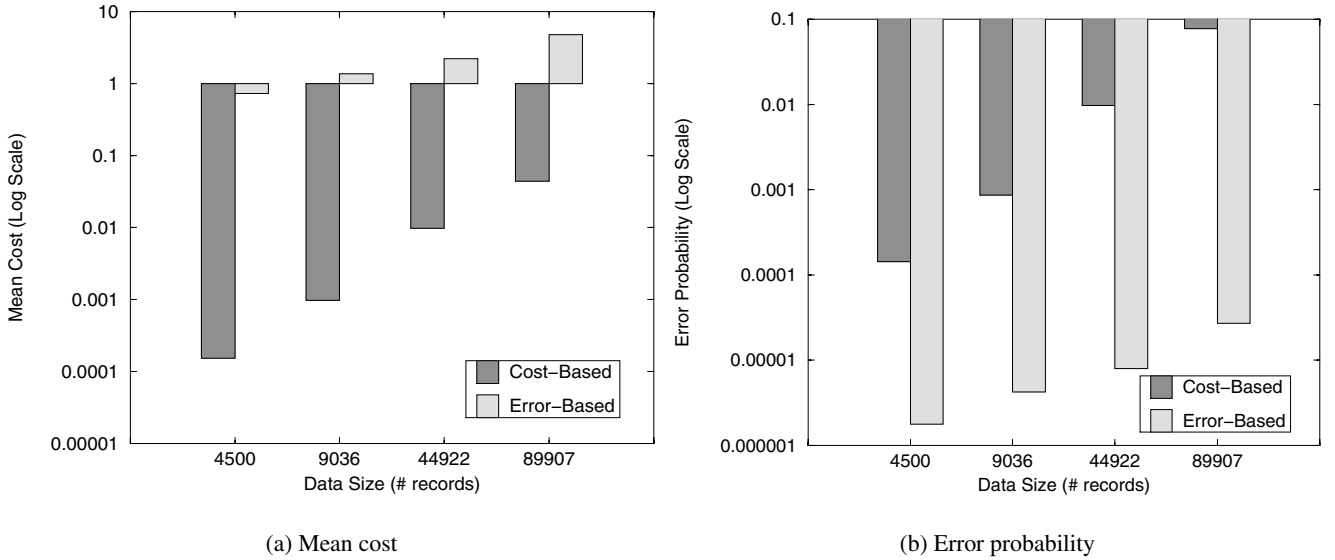 Mean Cost (Log Scale)
10
1
0.1
0.01
0.001
0.0001
0.00001
4500 9036 44922 89907
Data Size (# records)
Cost–Based
Error–Based
(a) Mean cost
Error Probability (Log Scale)
0.1
0.01
0.001
0.0001
0.00001
0.000001
4500 9036 44922 89907
Data Size (# records)
Cost–Based
Error–Based
(b) Error probability